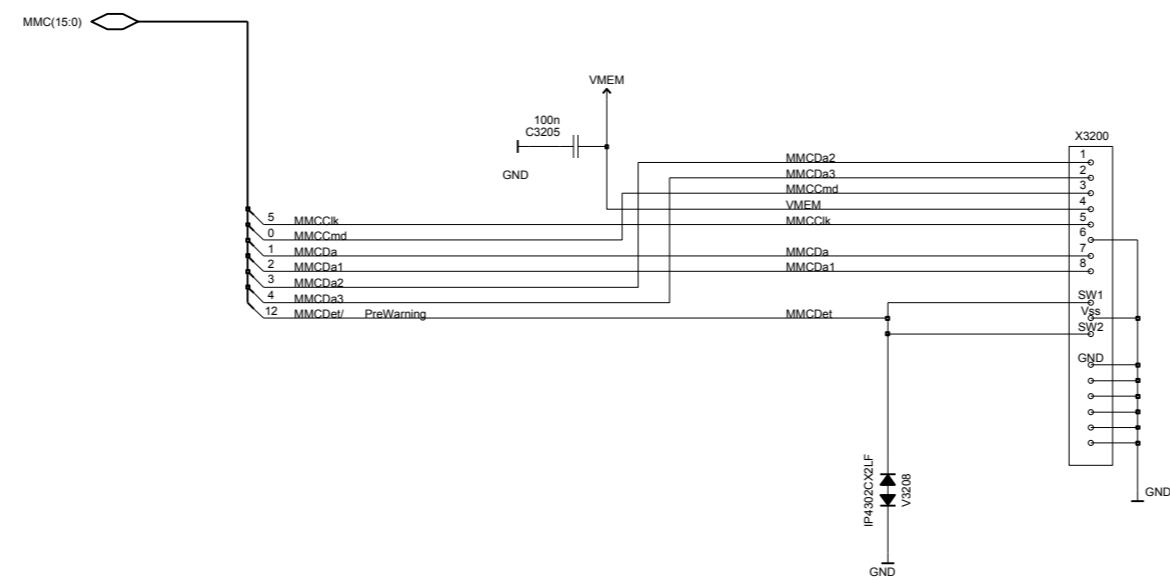 MMC(15:0)
VMEM
100n
C3205
GND
X3200
MMCDa2 1
MMCDa3 2
MMCCmd 3
VMEM 4
5 MMCClk MMCClk 5
0 MMCCmd 6
1 MMCDa MMCDa 7
2 MMCDa1 MMCDa1 8
3 MMCDa2
4 MMCDa3 SW1
12 MMCDet/ PreWarning MMCDet Vss
SW2
GND
IP4302CX2LF
V3208
GND
GND